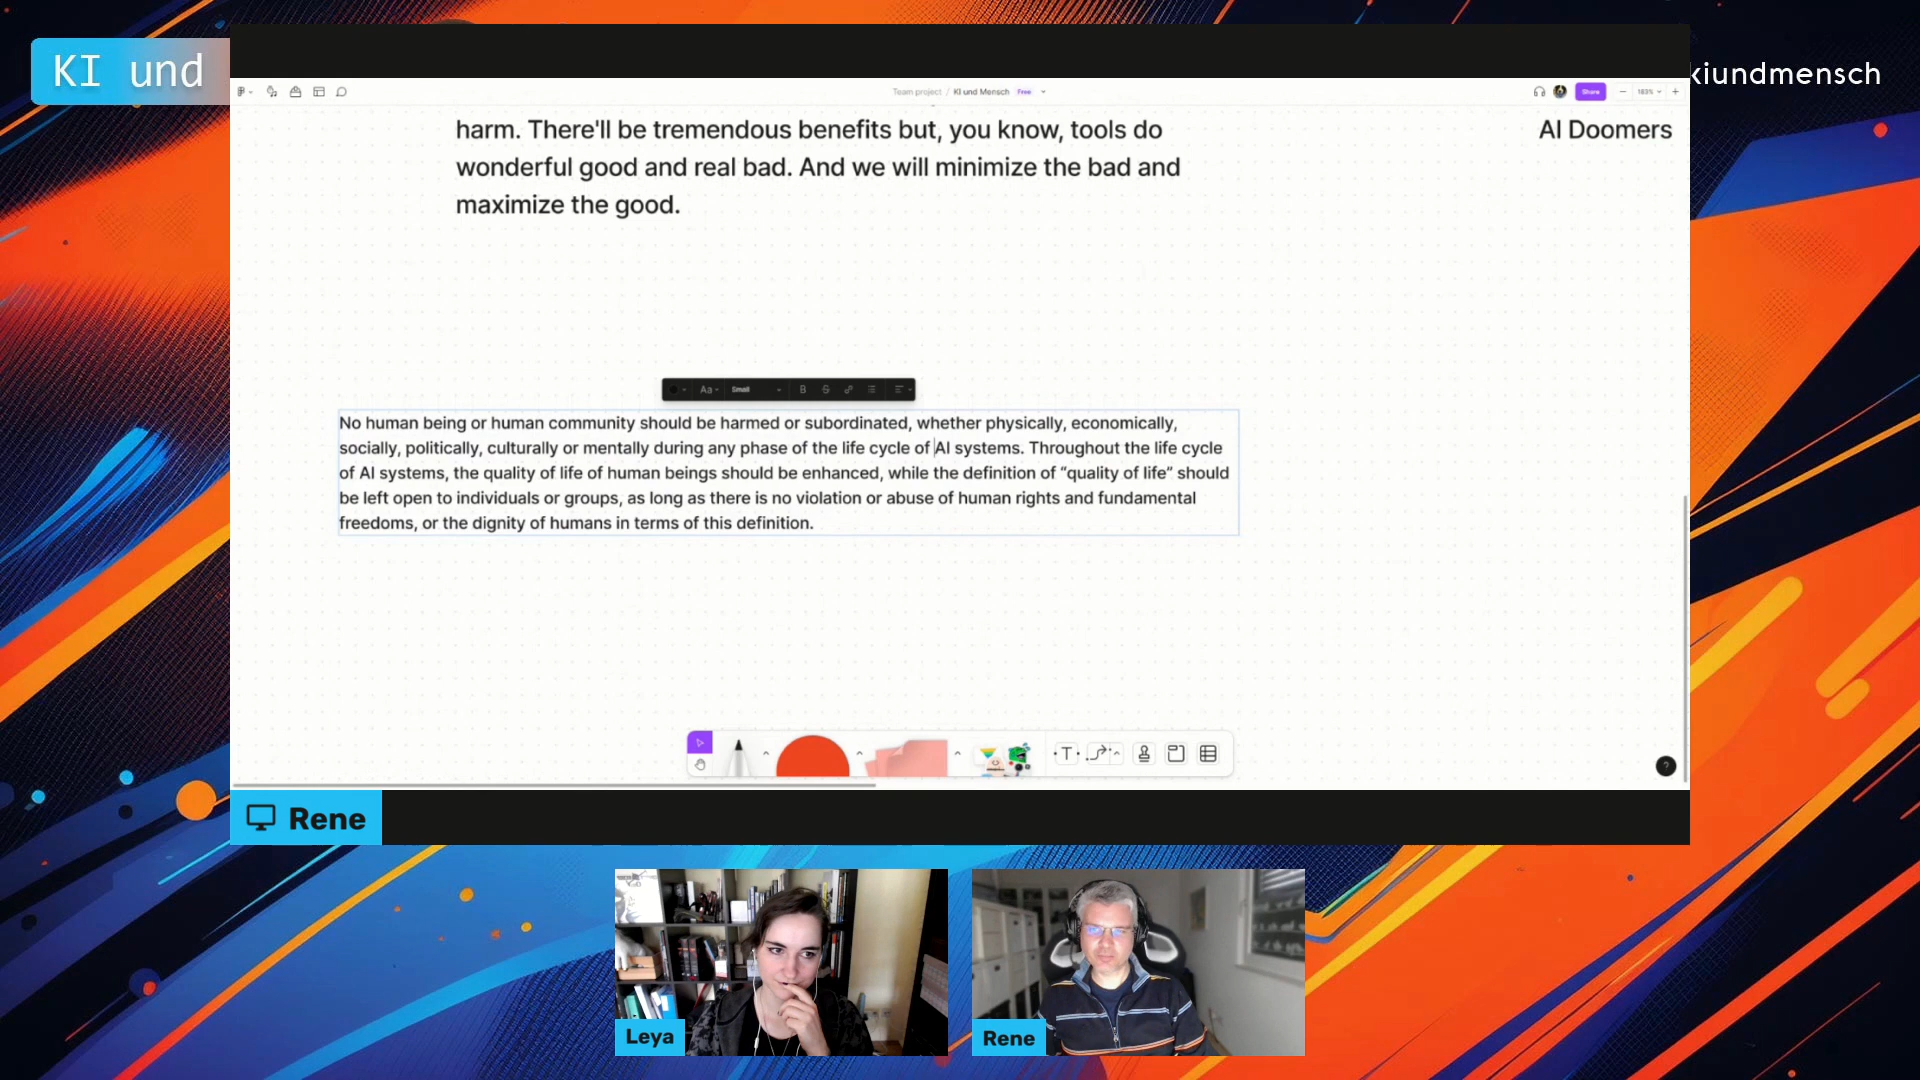 KI und
kiundmensch
Team project / KI und Mensch Free
Share
183%
harm. There'll be tremendous benefits but, you know, tools do
wonderful good and real bad. And we will minimize the bad and
maximize the good.
AI Doomers
Aa
Small
B
S
No human being or human community should be harmed or subordinated, whether physically, economically,
socially, politically, culturally or mentally during any phase of the life cycle of AI systems. Throughout the life cycle
of AI systems, the quality of life of human beings should be enhanced, while the definition of “quality of life” should
be left open to individuals or groups, as long as there is no violation or abuse of human rights and fundamental
freedoms, or the dignity of humans in terms of this definition.
T
?
Rene
Leya
Rene